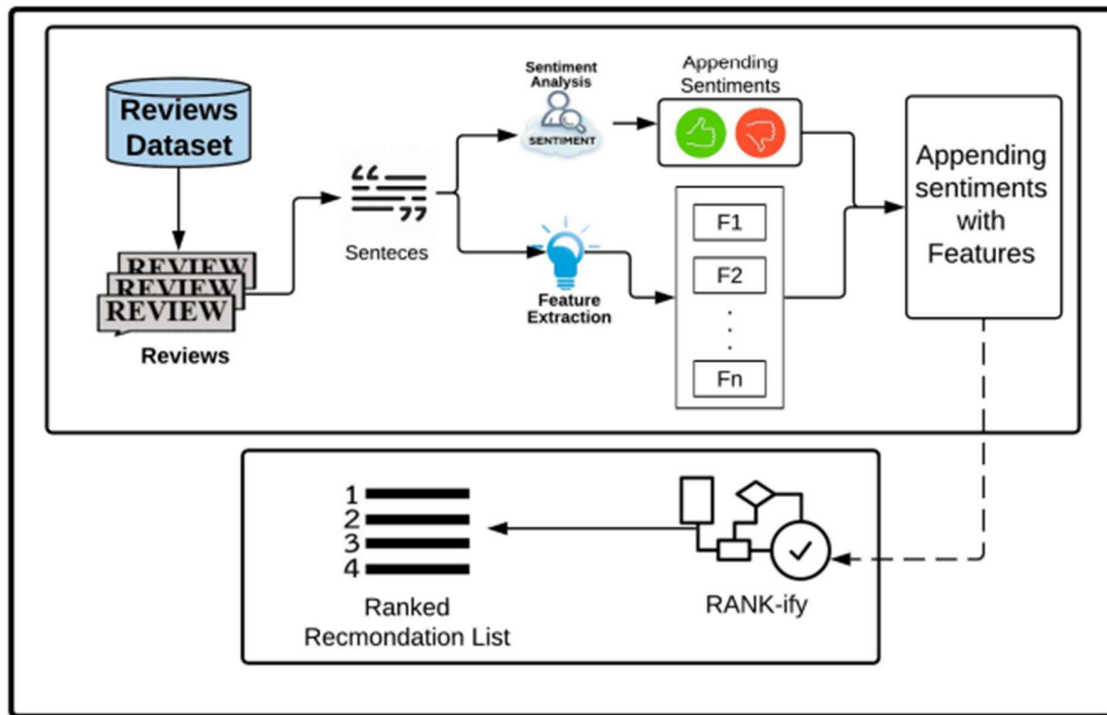 Reviews
Dataset
REVIEW
REVIEW
REVIEW
Reviews
Senteces
Sentiment
Analysis
SENTIMENT
Appending
Sentiments
Feature
Extraction
F1
F2
.
.
.
Fn
Appending
sentiments
with
Features
1
2
3
4
Ranked
Recmondation List
RANK-ify